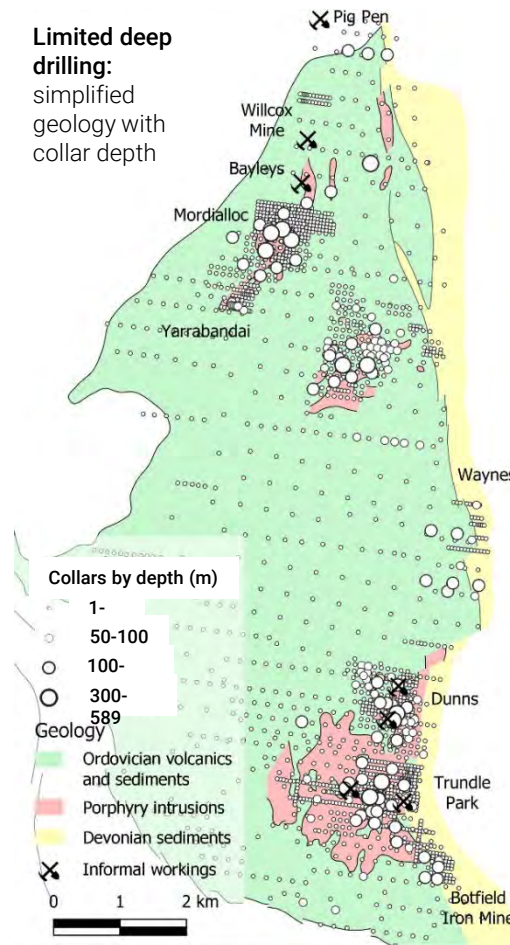 Limited deep
drilling:
simplified
geology with
collar depth
Pig Pen
Willcox
Mine
Bayleys
Mordialloc
Yarrabandai
Waynes
Collars by depth (m)
1-
50-100
100-
300-
589
Geology
Ordovician volcanics
and sediments
Porphyry intrusions
Devonian sediments
Informal workings
0 1 2 km
Dunns
Trundle
Park
Botfield
Iron Mine